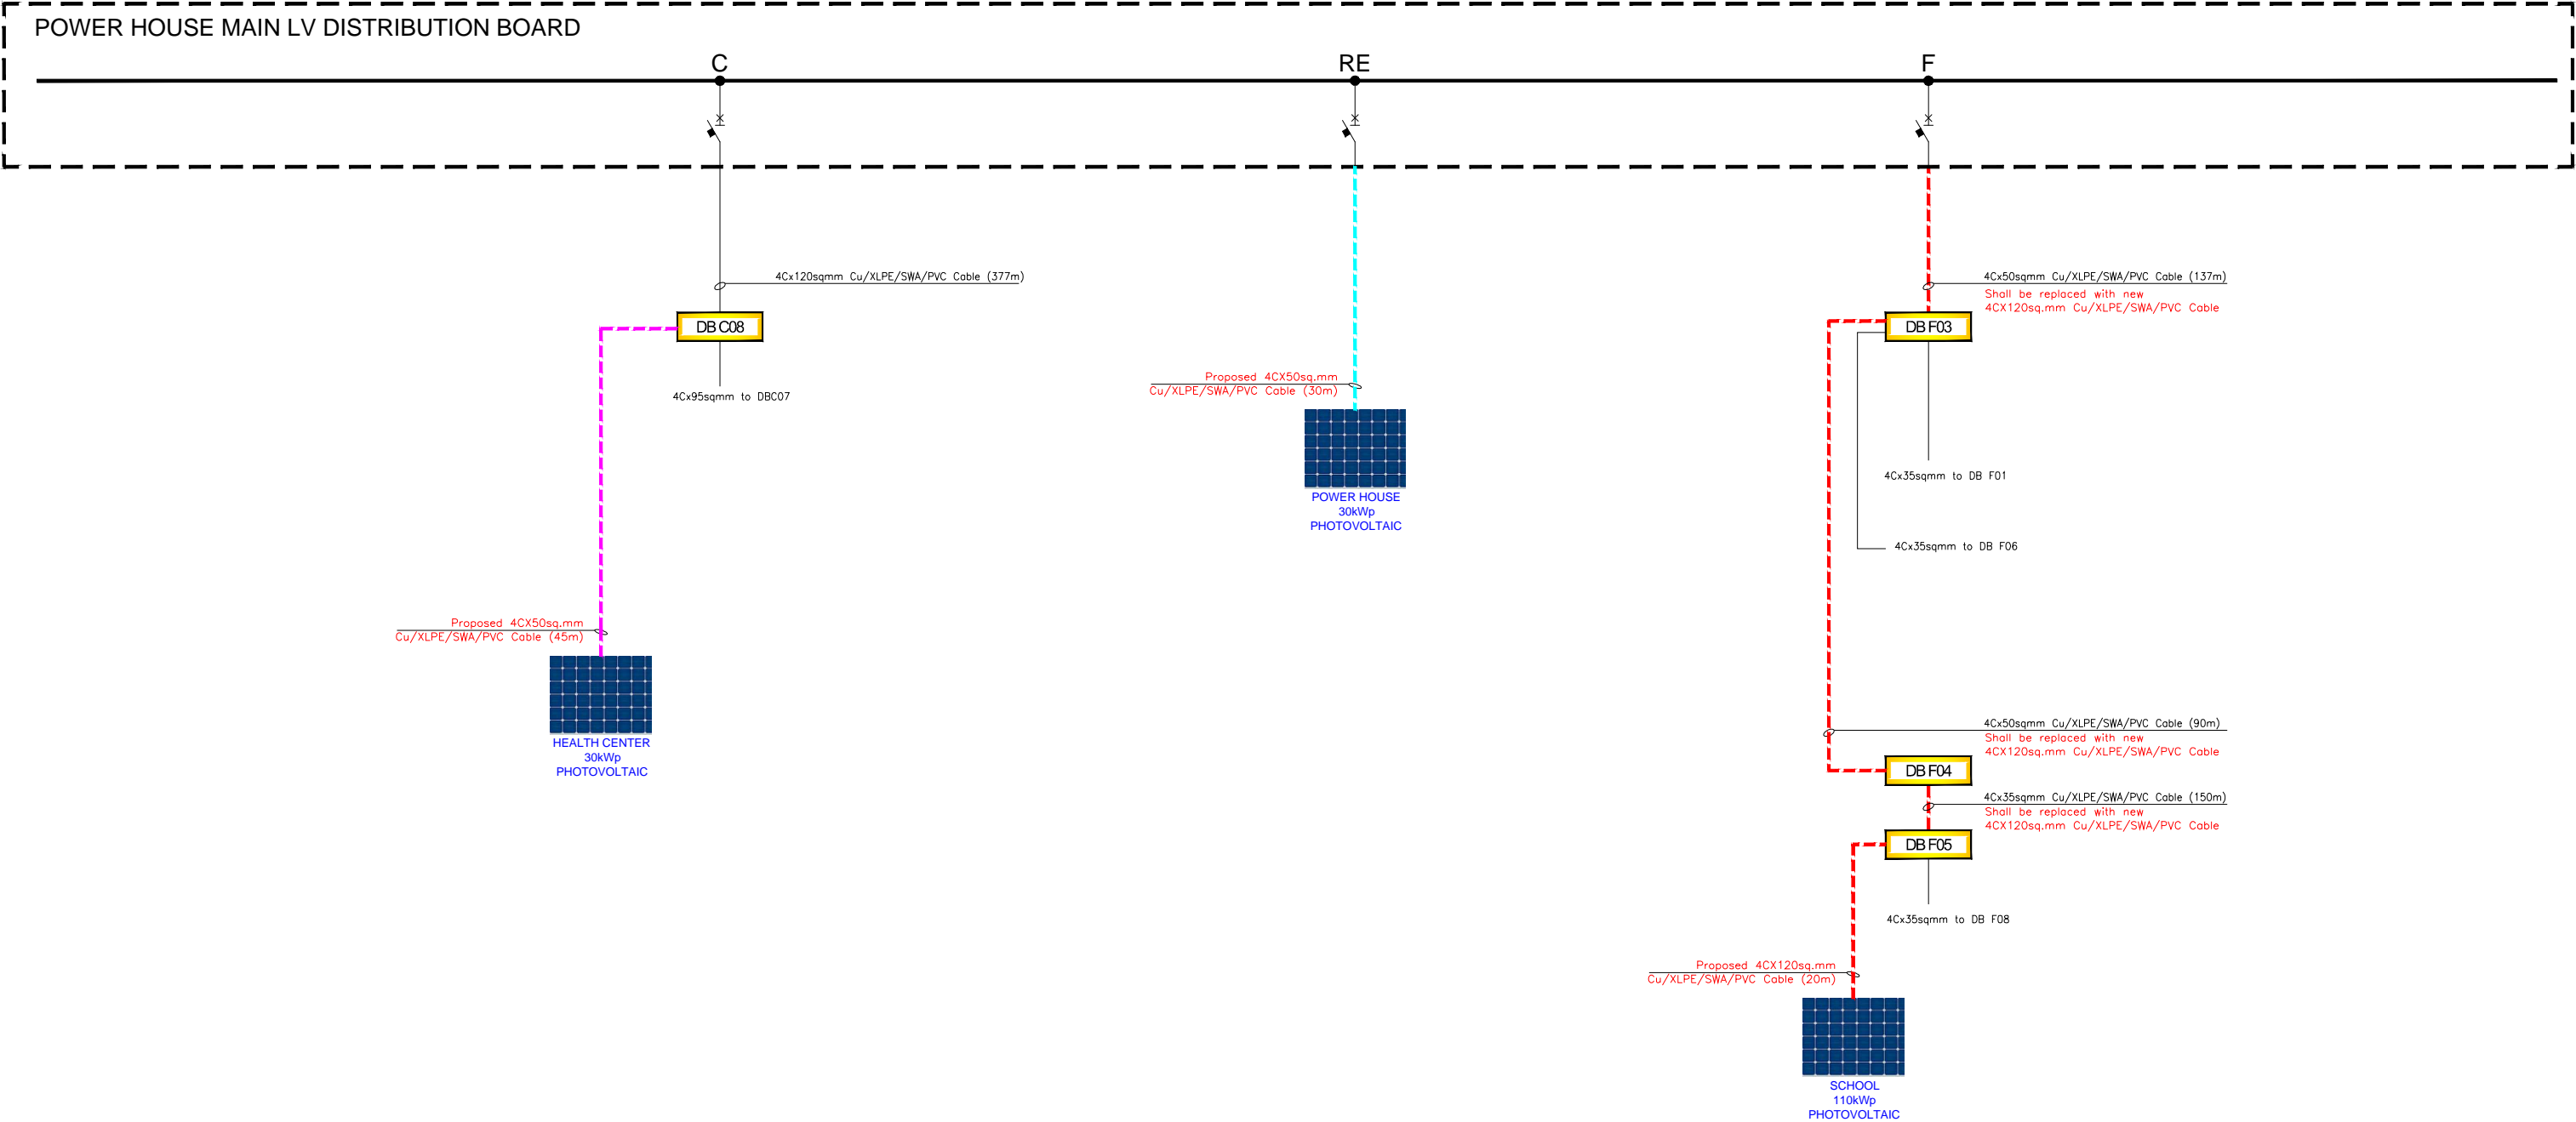 POWER HOUSE MAIN LV DISTRIBUTION BOARD
C
RE
F
4Cx120sqmm Cu/XLPE/SWA/PVC Cable (377m)
DB C08
4Cx95sqmm to DBC07
Proposed 4CX50sq.mm
Cu/XLPE/SWA/PVC Cable (45m)
HEALTH CENTER
30kWp
PHOTOVOLTAIC
Proposed 4CX50sq.mm
Cu/XLPE/SWA/PVC Cable (30m)
POWER HOUSE
30kWp
PHOTOVOLTAIC
4Cx50sqmm Cu/XLPE/SWA/PVC Cable (137m)
Shall be replaced with new
4CX120sq.mm Cu/XLPE/SWA/PVC Cable
DB F03
4Cx35sqmm to DB F01
4Cx35sqmm to DB F06
4Cx50sqmm Cu/XLPE/SWA/PVC Cable (90m)
Shall be replaced with new
4CX120sq.mm Cu/XLPE/SWA/PVC Cable
DB F04
4Cx35sqmm Cu/XLPE/SWA/PVC Cable (150m)
Shall be replaced with new
4CX120sq.mm Cu/XLPE/SWA/PVC Cable
DB F05
4Cx35sqmm to DB F08
Proposed 4CX120sq.mm
Cu/XLPE/SWA/PVC Cable (20m)
SCHOOL
110kWp
PHOTOVOLTAIC